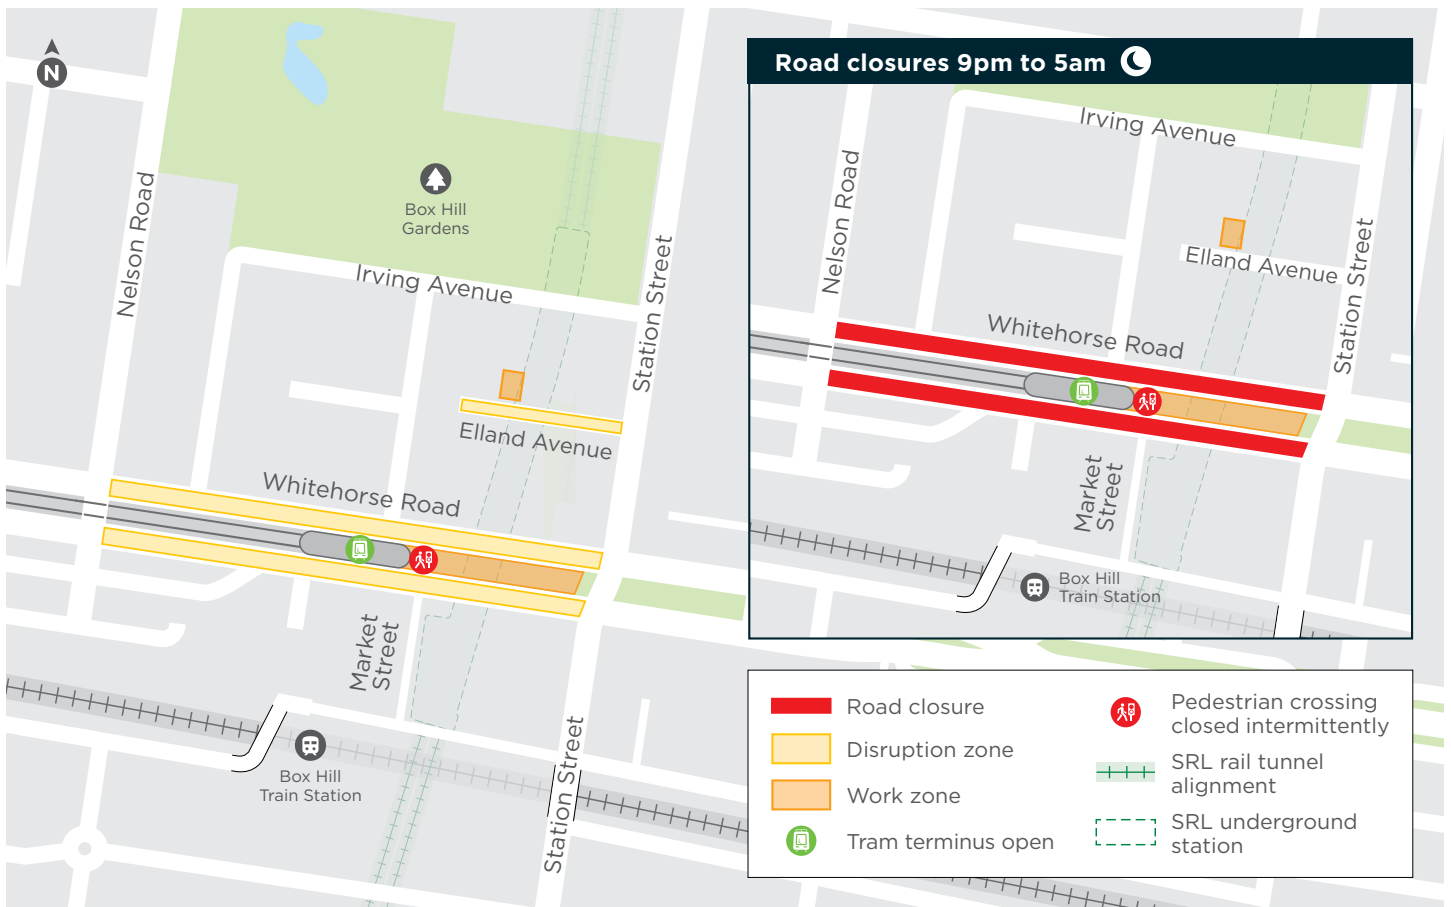 N
Nelson Road
Box Hill
Gardens
Irving Avenue
Station Street
Elland Avenue
Whitehorse Road
Market
Street
Box Hill
Train Station
Station Street
Road closures 9pm to 5am
Irving Avenue
Nelson Road
Elland Avenue
Station Street
Whitehorse Road
Market
Street
Box Hill
Train Station
Road closure
Disruption zone
Work zone
Tram terminus open
Pedestrian crossing
closed intermittently
SRL rail tunnel
alignment
SRL underground
station